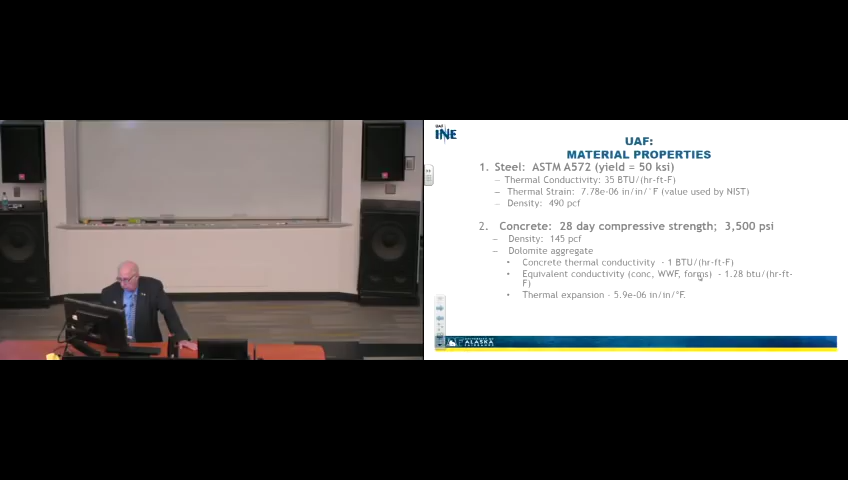 UAF
INE
UAF:
MATERIAL PROPERTIES
1. Steel: ASTM A572 (yield = 50 ksi)
– Thermal Conductivity: 35 BTU/(hr-ft-F)
– Thermal Strain: 7.78e-06 in/in/°F (value used by NIST)
– Density: 490 pcf
2. Concrete: 28 day compressive strength; 3,500 psi
– Density: 145 pcf
– Dolomite aggregate
• Concrete thermal conductivity - 1 BTU/(hr-ft-F)
• Equivalent conductivity (conc, WWF, forms) - 1.28 btu/(hr-ft-
F)
• Thermal expansion - 5.9e-06 in/in/°F.
ALASKA